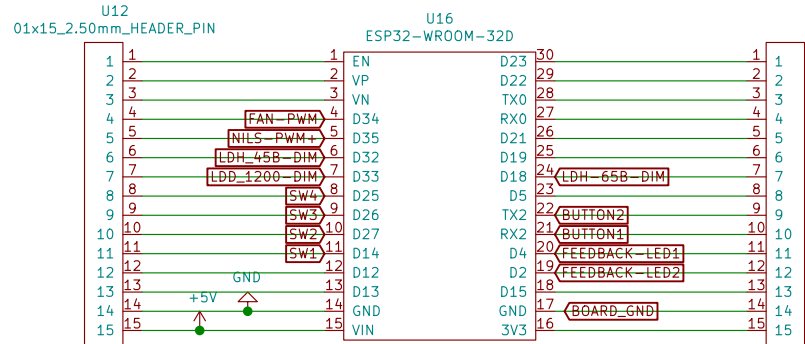 U12
01x15_2.50mm_HEADER_PIN
U16
ESP32-WROOM-32D
1 1 1 EN D23 30 1 1
2 2 2 VP D22 29 2 2
3 3 3 VN TX0 28 3 3
4 4 FAN-PWM 4 D34 RX0 27 4 4
5 5 NILS-PWM+ 5 D35 D21 26 5 5
6 6 LDH_45B-DIM 6 D32 D19 25 6 6
7 7 LDD_1200-DIM 7 D33 D18 24 LDH-65B-DIM 7 7
8 8 SW4 8 D25 D5 23 8 8
9 9 SW3 9 D26 TX2 22 BUTTON2 9 9
10 10 SW2 10 D27 RX2 21 BUTTON1 10 10
11 11 SW1 11 D14 D4 20 FEEDBACK-LED1 11 11
12 12 12 D12 D2 19 FEEDBACK-LED2 12 12
13 13 GND 13 D13 D15 18 13 13
14 14 +5V 14 GND GND 17 BOARD_GND 14 14
15 15 15 VIN 3V3 16 15 15